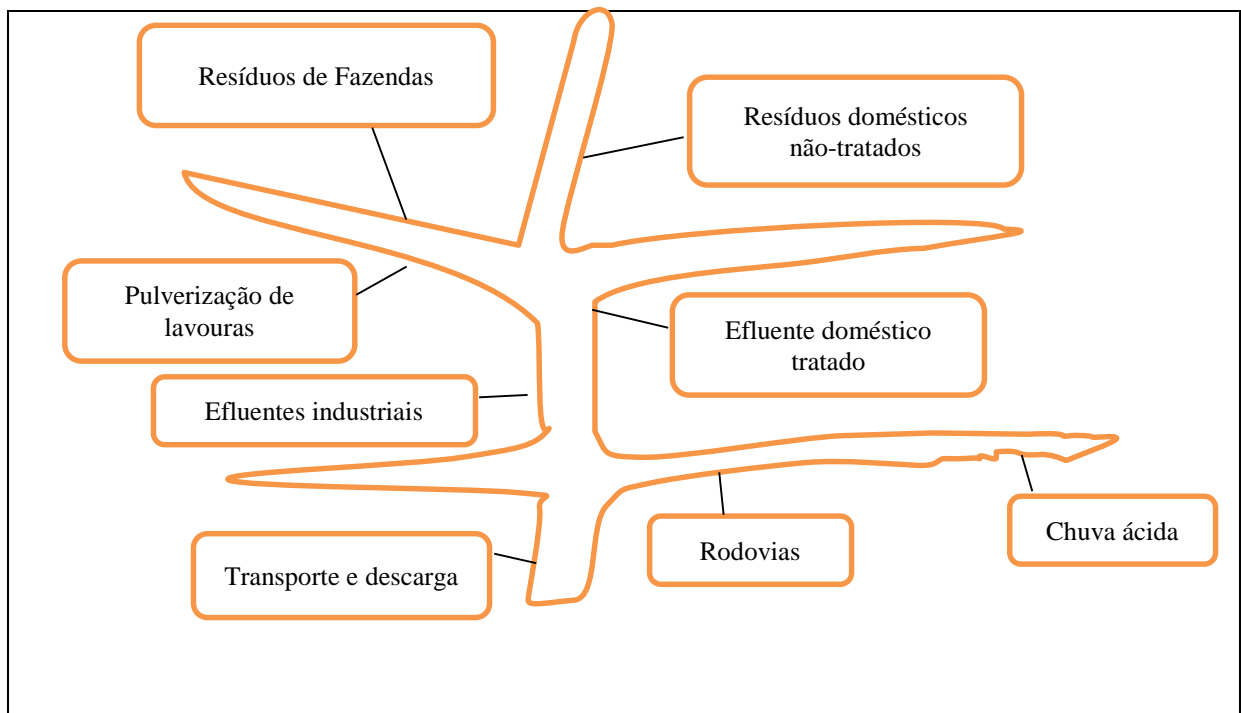 Resíduos de Fazendas
Resíduos domésticos
não-tratados
Pulverização de
lavouras
Efluente doméstico
tratado
Efluentes industriais
Transporte e descarga
Rodovias
Chuva ácida